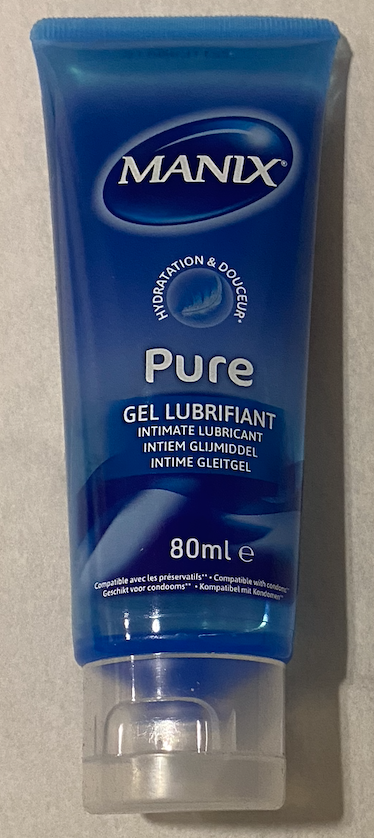 MANIX®
HYDRATATION & DOUCEUR*
Pure
GEL LUBRIFIANT
INTIMATE LUBRICANT
INTIEM GLIJMIDDEL
INTIME GLEITGEL
80ml ℮
Compatible avec les préservatifs** • Compatible with condoms**
Geschikt voor condooms** • Kompatibel mit Kondomen**